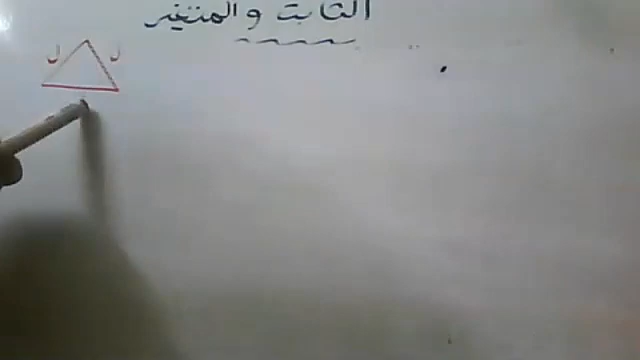 الثابت والمتغير
ل ل